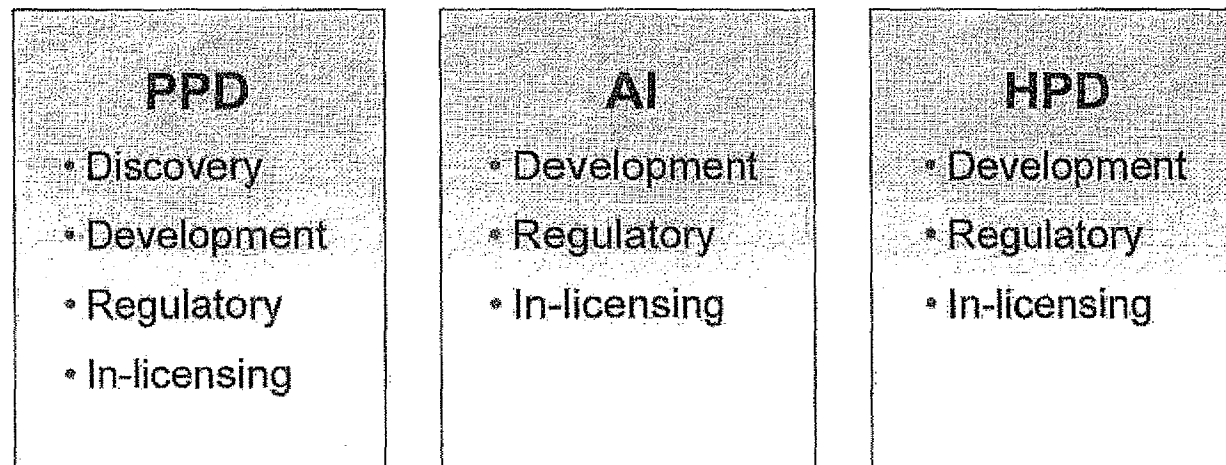 PPD
• Discovery
• Development
• Regulatory
• In-licensing
AI
• Development
• Regulatory
• In-licensing
HPD
• Development
• Regulatory
• In-licensing